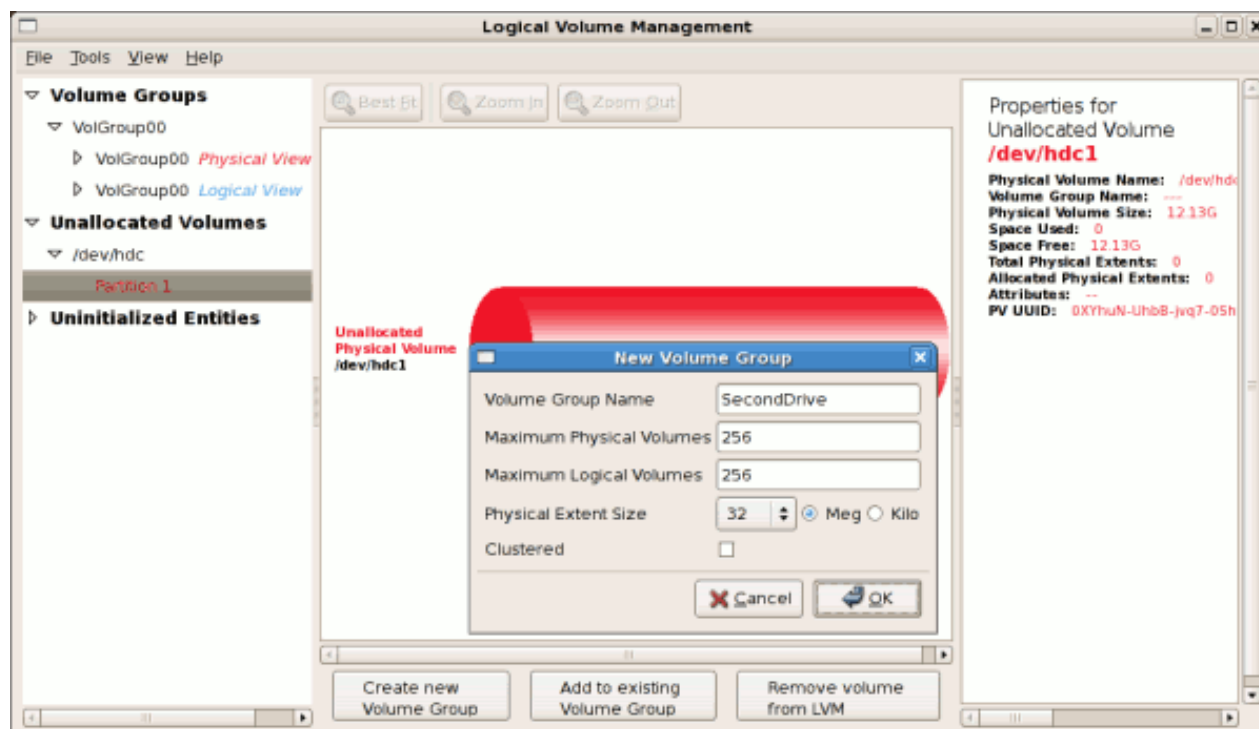 Logical Volume Management
File Tools View Help
Volume Groups
VolGroup00
VolGroup00 Physical View
VolGroup00 Logical View
Unallocated Volumes
/dev/hdc
Partition 1
Uninitialized Entities
Best Fit Zoom In Zoom Out
Unallocated
Physical Volume
/dev/hdc1
New Volume Group
Volume Group Name SecondDrive
Maximum Physical Volumes 256
Maximum Logical Volumes 256
Physical Extent Size 32 Meg Kilo
Clustered
Cancel OK
Create new
Volume Group
Add to existing
Volume Group
Remove volume
from LVM
Properties for
Unallocated Volume
/dev/hdc1
Physical Volume Name: /dev/hdc
Volume Group Name: ---
Physical Volume Size: 12.13G
Space Used: 0
Space Free: 12.13G
Total Physical Extents: 0
Allocated Physical Extents: 0
Attributes: --
PV UUID: 0XYhuN-UhbB-jvq7-05h